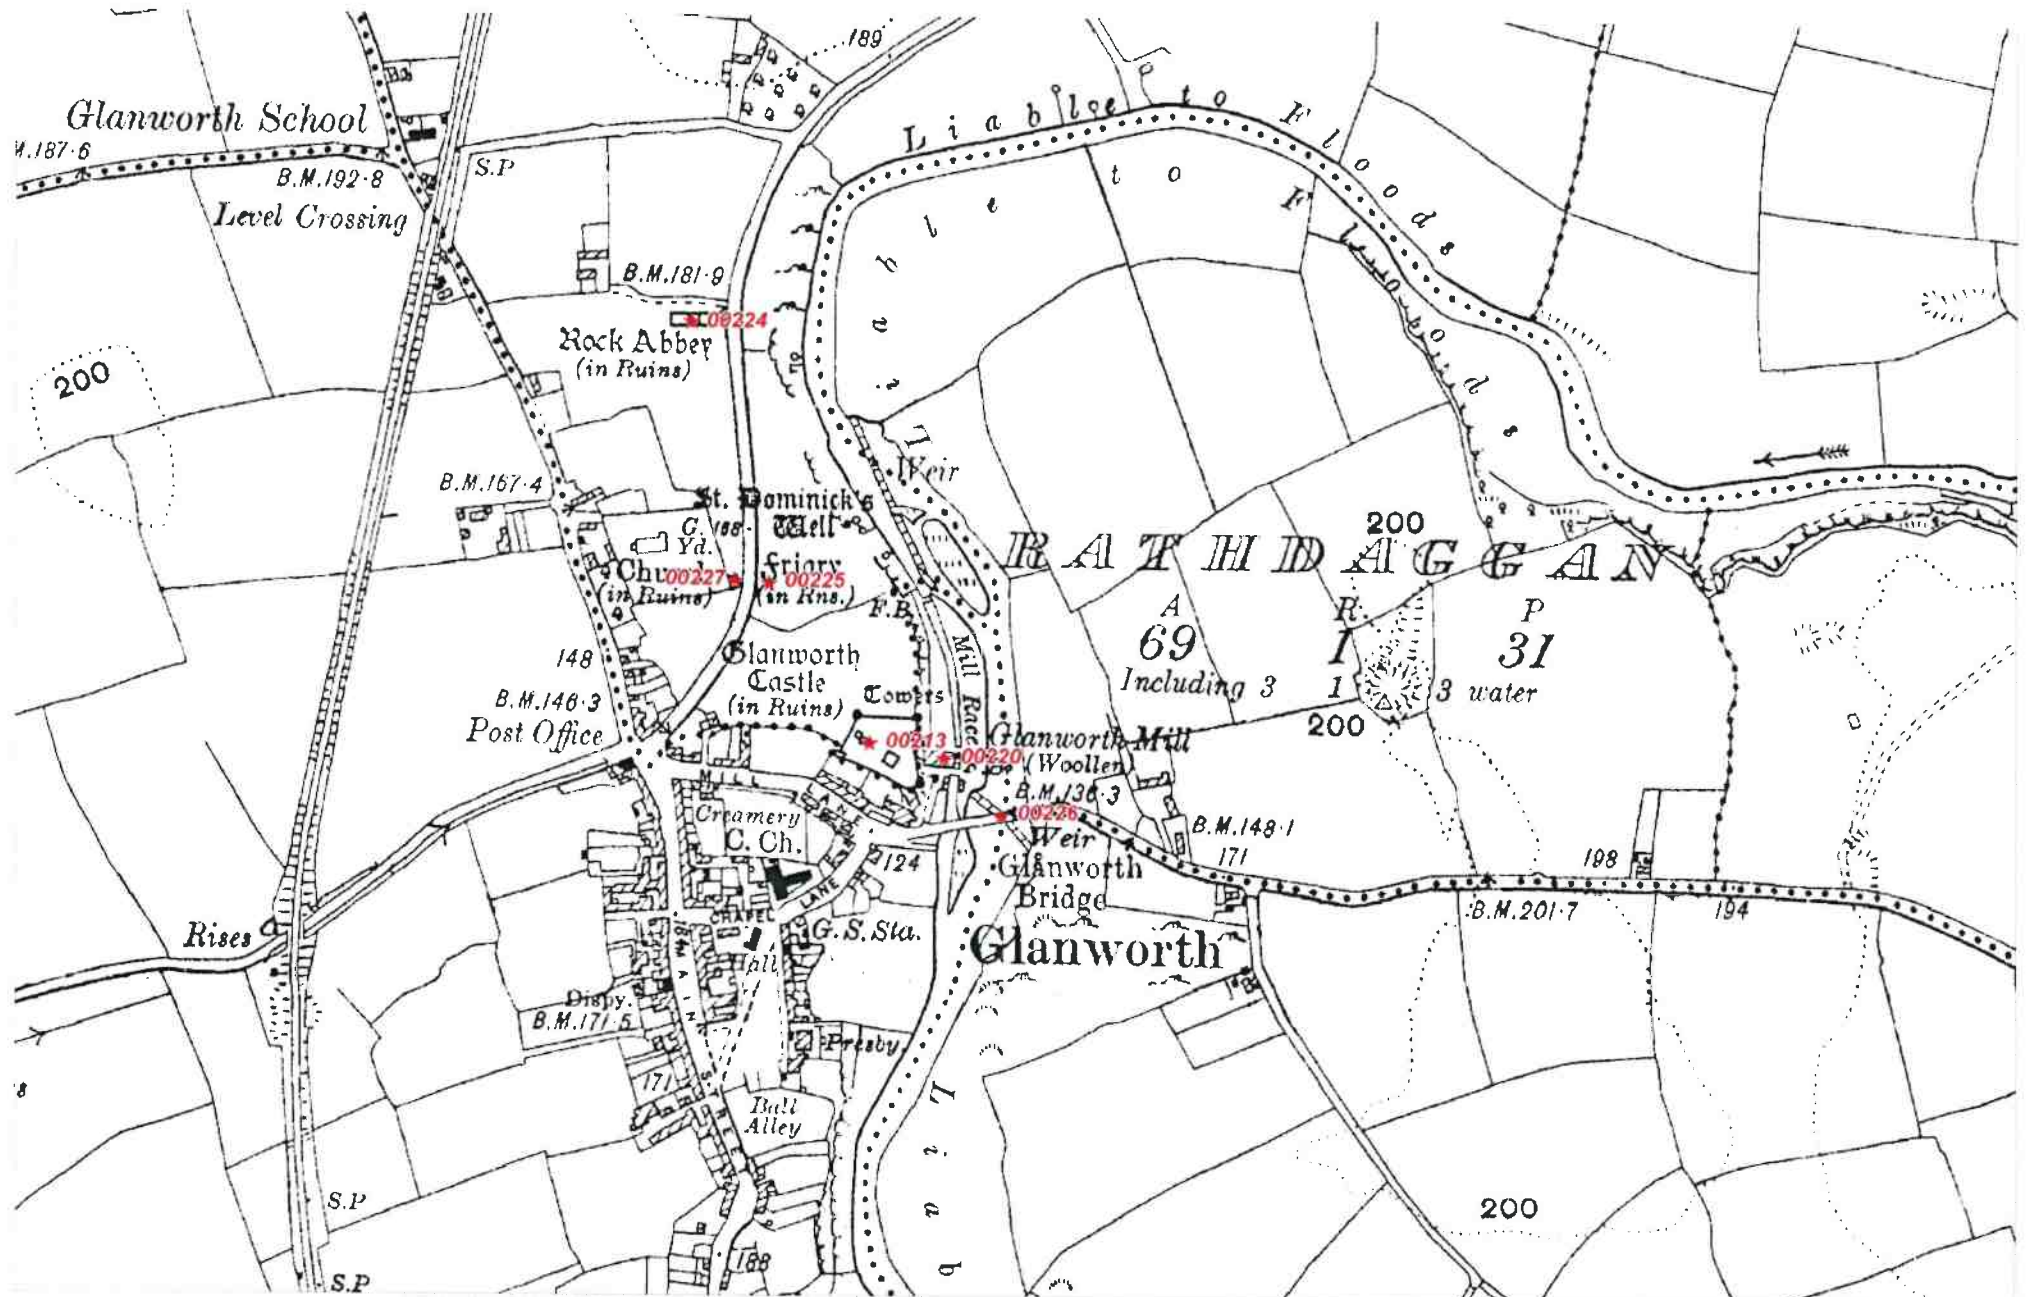 189
Glanworth School
M.187·6
B.M.192·8
S.P
Level Crossing
Liable to Floods
Liable to Floods
B.M.181·9
00224
Rock Abbey
(in Ruins)
200
Weir
B.M.167·4
St. Dominick's
Well
G.
Yd.
168
Friary
(in Rns.)
00227
00225
(in Ruins)
F.B.
RATHDAGGAN
200
A R P
69 1 31
Including 3 1 3 water
200
Mill Race
148
Glanworth
Castle
(in Ruins)
Towers
B.M.146·3
Post Office
00213
00220
Glanworth Mill
(Woollen)
B.M.136·3
00226
Weir
Glanworth
Bridge
MILL LANE
Creamery
C. Ch.
124
B.M.148·1
171
198
B.M.201·7
194
CHAPEL LANE
G.S.Sta.
Hall
Glanworth
Rises
184
MAIN STREET
Dispy.
B.M.171·5
Presby.
171
Ball
Alley
Liab
S.P
200
188
S.P